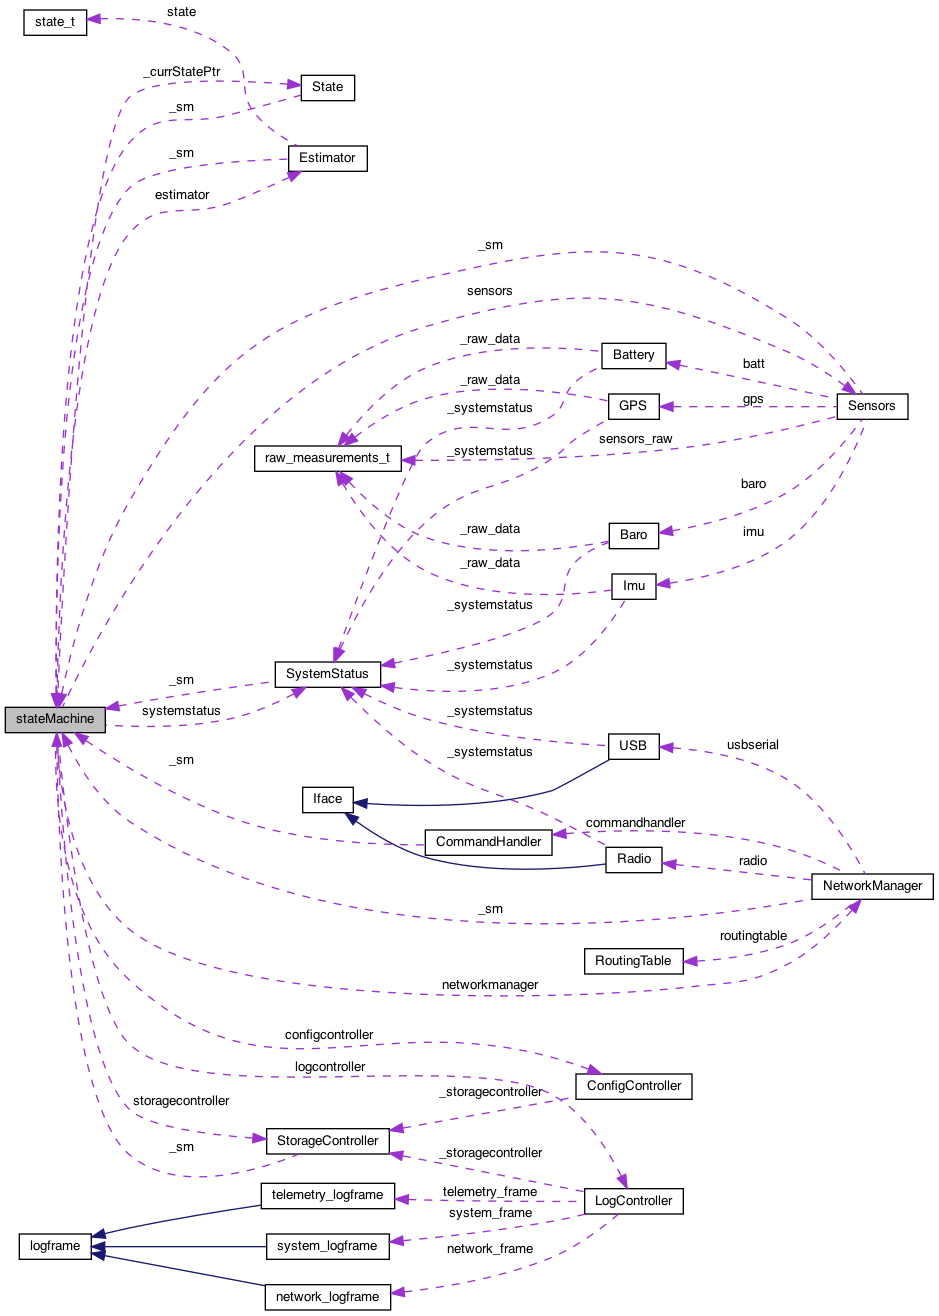 state
state_t
_currStatePtr
State
_sm
_sm
Estimator
estimator
_sm
sensors
_raw_data
Battery
batt
_raw_data
GPS
gps
Sensors
_systemstatus
sensors_raw
_systemstatus
raw_measurements_t
baro
_raw_data
Baro
imu
_raw_data
Imu
_systemstatus
_systemstatus
_sm
SystemStatus
systemstatus
_systemstatus
stateMachine
_systemstatus
USB
usbserial
_sm
Iface
commandhandler
CommandHandler
Radio
radio
NetworkManager
_sm
routingtable
RoutingTable
networkmanager
configcontroller
logcontroller
ConfigController
_storagecontroller
storagecontroller
StorageController
_sm
_storagecontroller
telemetry_logframe
telemetry_frame
LogController
system_frame
logframe
system_logframe
network_frame
network_logframe